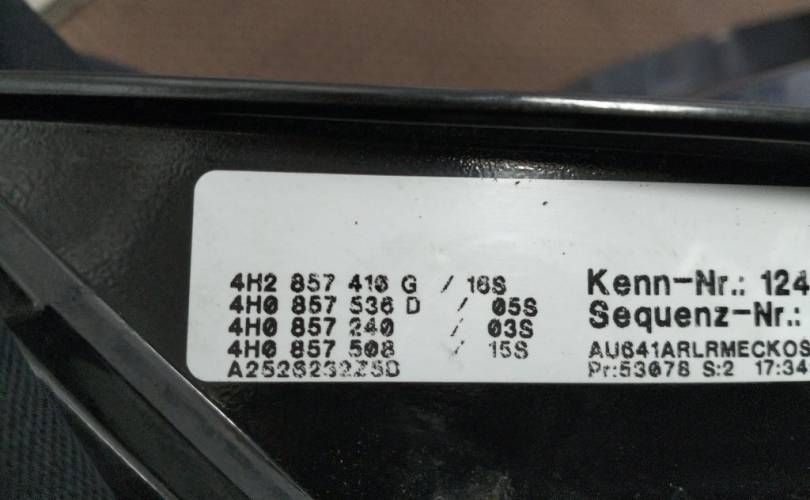 4H2 857 410 G / 16S
4H0 857 536 D / 05S
4H0 857 240 / 03S
4H0 857 508 / 15S
Kenn-Nr.: 124
Sequenz-Nr.:
AU641ARLRMECKOS
Pr:53078 S:2 17:34